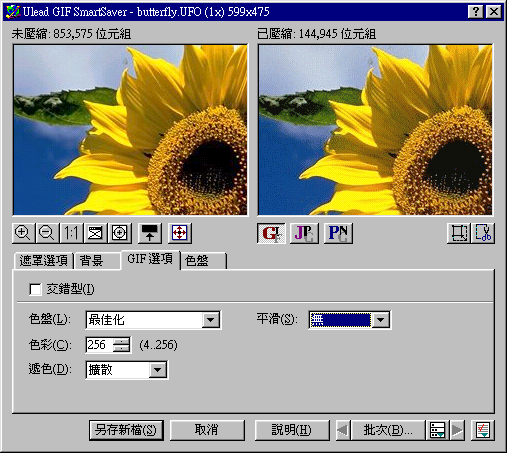 Ulead GIF SmartSaver - butterfly.UFO (1x) 599x475
未壓縮: 853,575 位元組
已壓縮: 144,945 位元組
1:1
遮罩選項 背景 GIF 選項 色盤
交錯型(I)
色盤(L): 最佳化 平滑(S): 無
色彩(C): 256 (4..256)
遞色(D): 擴散
另存新檔(S) 取消 說明(H) 批次(B)...